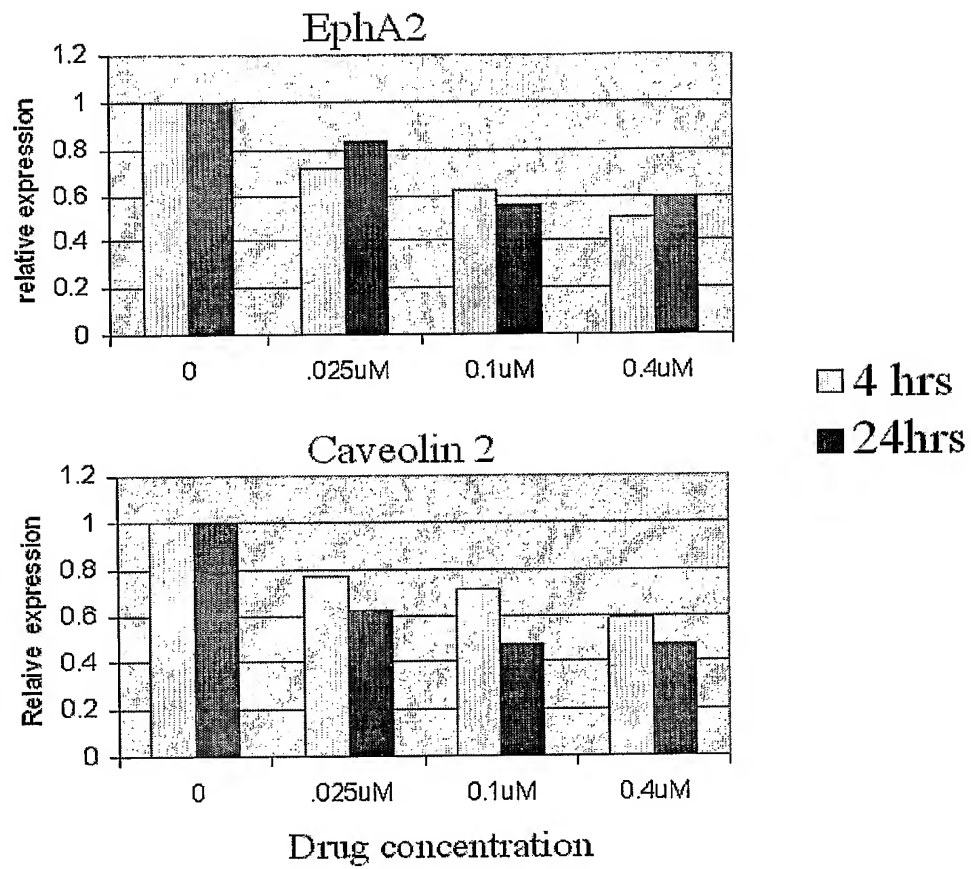 EphA2
relative expression
1.2
1
0.8
0.6
0.4
0.2
0
0 .025uM 0.1uM 0.4uM
4 hrs
24hrs
Caveolin 2
Relaive expression
1.2
1
0.8
0.6
0.4
0.2
0
0 .025uM 0.1uM 0.4uM
Drug concentration